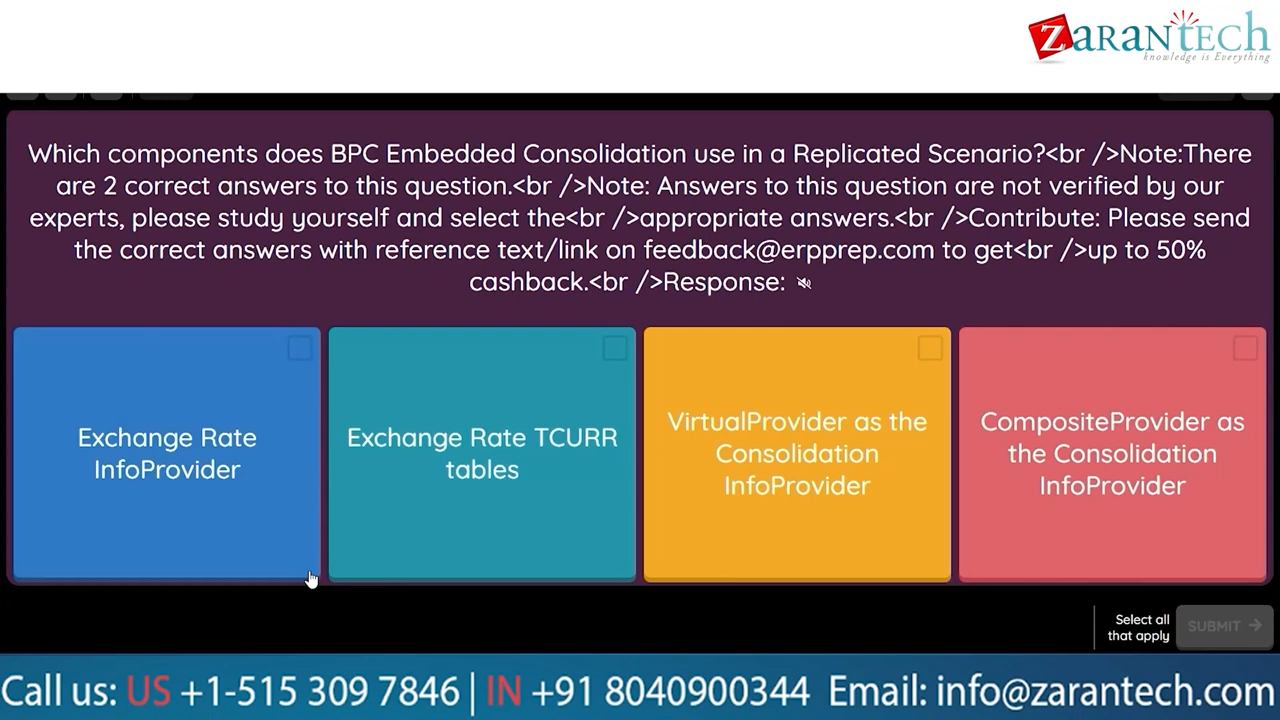 ZARANTECH
knowledge is Everything
Which components does BPC Embedded Consolidation use in a Replicated Scenario?<br />Note:There
are 2 correct answers to this question.<br />Note: Answers to this question are not verified by our
experts, please study yourself and select the<br />appropriate answers.<br />Contribute: Please send
the correct answers with reference text/link on feedback@erpprep.com to get<br />up to 50%
cashback.<br />Response:
Exchange Rate
InfoProvider
Exchange Rate TCURR
tables
VirtualProvider as the
Consolidation
InfoProvider
CompositeProvider as
the Consolidation
InfoProvider
Select all
that apply
SUBMIT
Call us: US +1-515 309 7846 | IN +91 8040900344 Email: info@zarantech.com